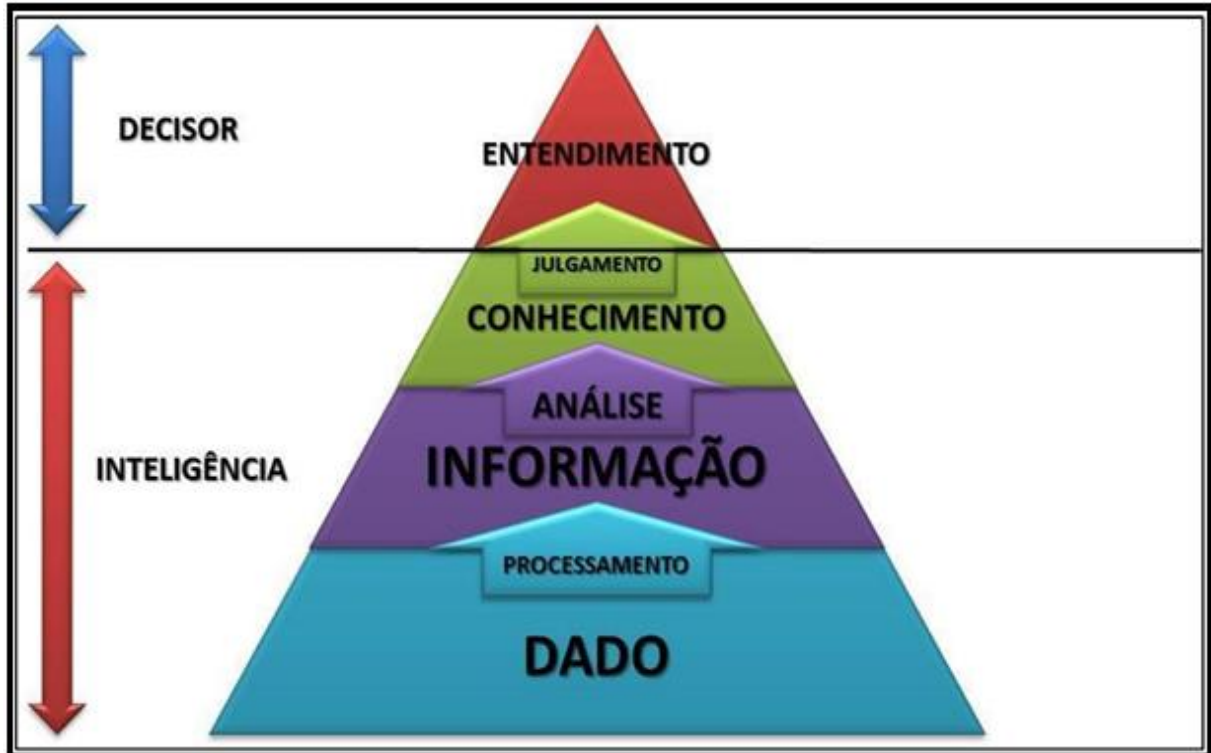 DECISOR
ENTENDIMENTO
JULGAMENTO
CONHECIMENTO
ANÁLISE
INFORMAÇÃO
INTELIGÊNCIA
PROCESSAMENTO
DADO